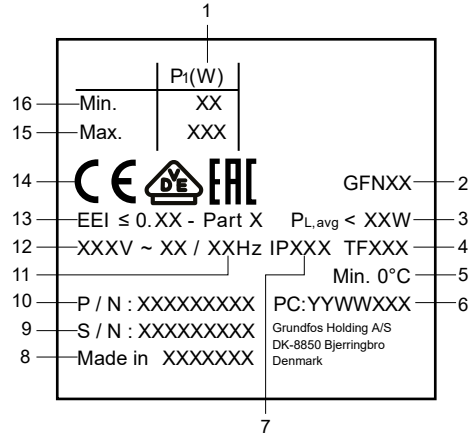 1
P1(W)
16 Min. XX
15 Max. XXX
14 CE VDE EAC GFNXX 2
13 EEI ≤ 0.XX - Part X PL,avg < XXW 3
12 XXXV ~ XX / XXHz IPXXX TFXXX 4
11 Min. 0°C 5
10 P / N : XXXXXXXXX PC:YYWWXXX 6
9 S / N : XXXXXXXXX Grundfos Holding A/S
DK-8850 Bjerringbro
8 Made in XXXXXXX Denmark
7